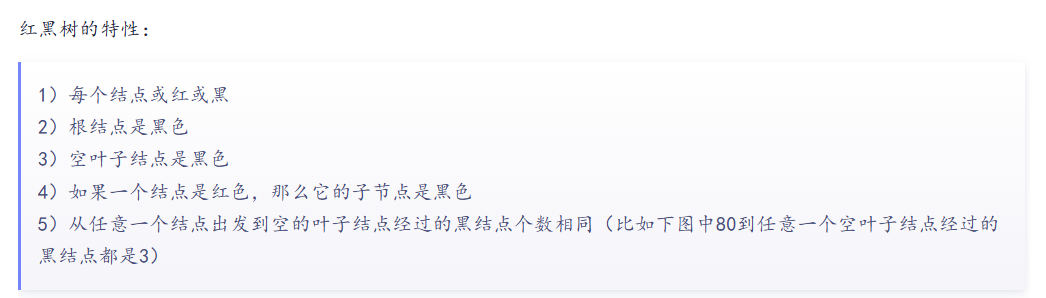 红黑树的特性：
1）每个结点或红或黑
2）根结点是黑色
3）空叶子结点是黑色
4）如果一个结点是红色，那么它的子节点是黑色
5）从任意一个结点出发到空的叶子结点经过的黑结点个数相同（比如下图中80到任意一个空叶子结点经过的
黑结点都是3）